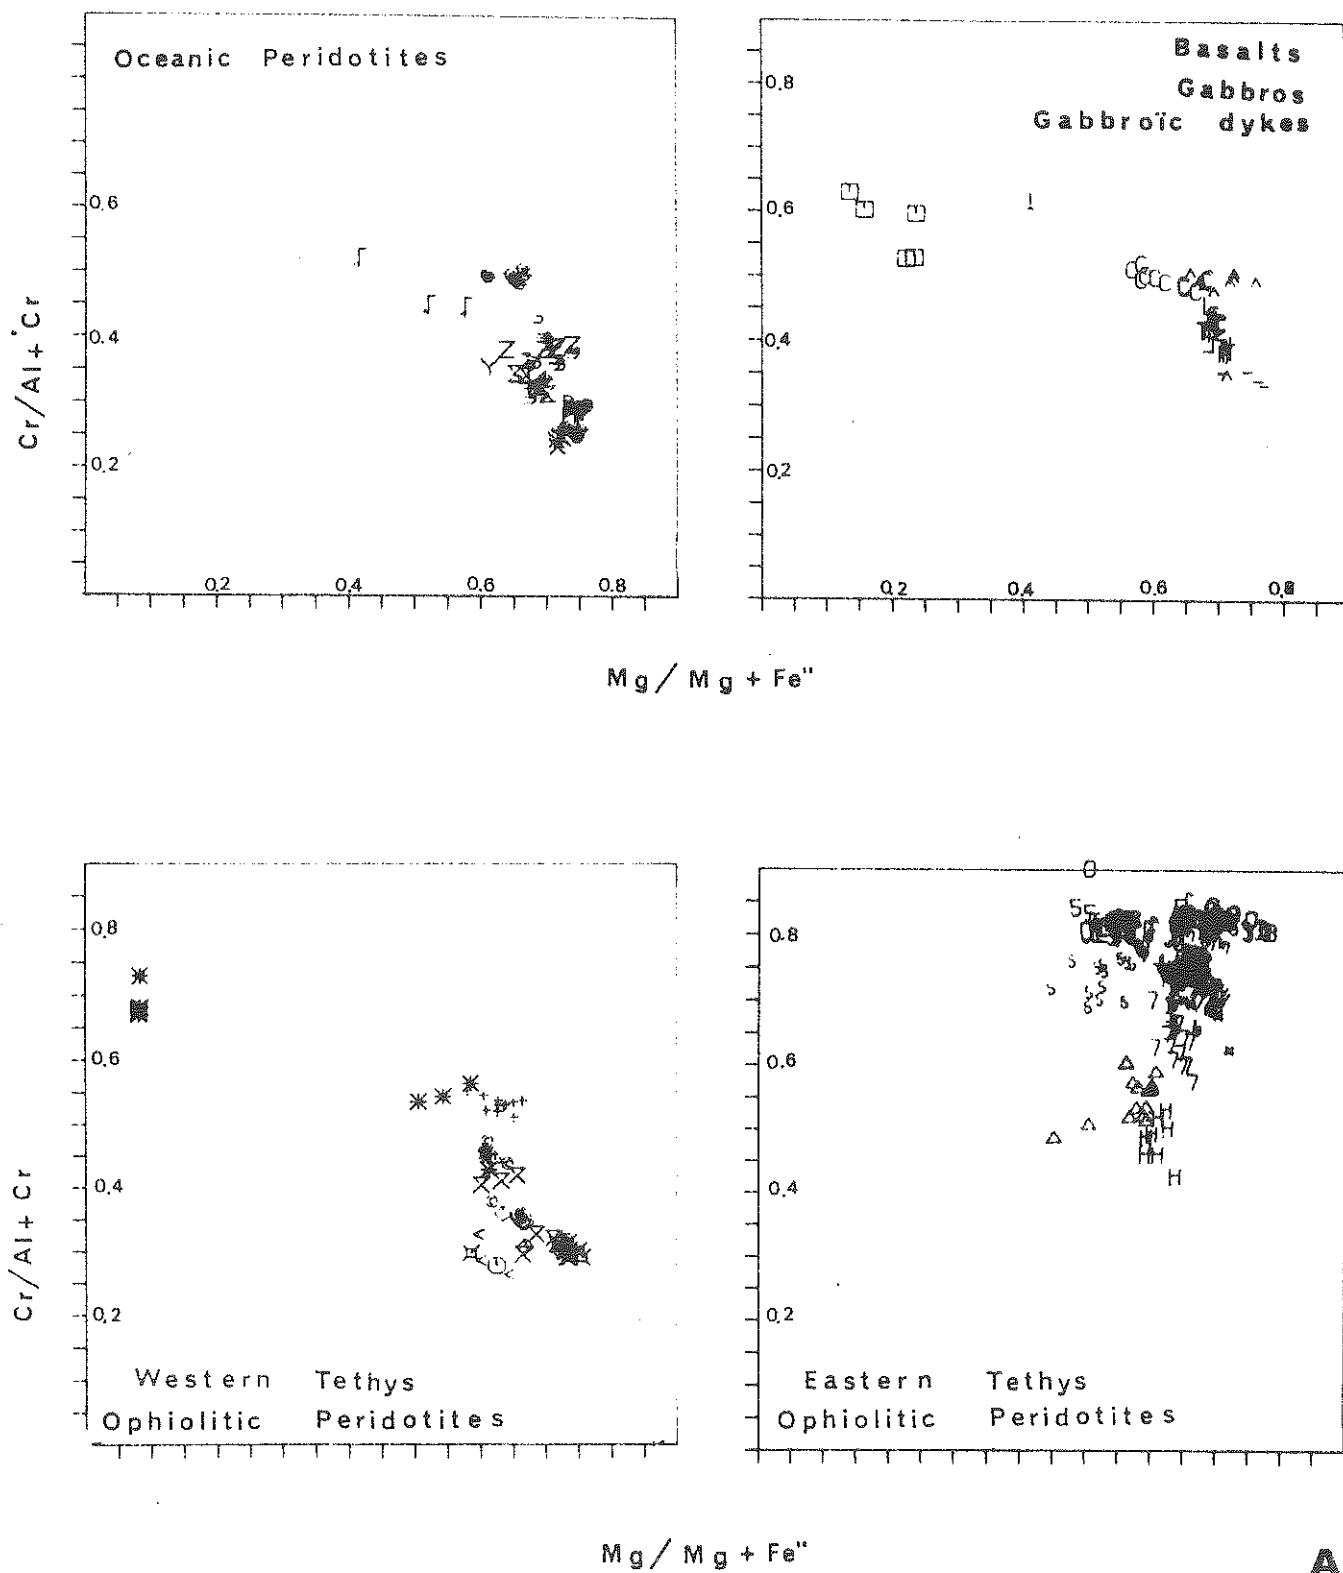 Oceanic Peridotites
Basalts
Gabbros
Gabbroïc dykes
Cr/Al+Cr
0.6
0.4
0.2
0.2 0.4 0.6
0.8
0.6
0.4
0.2
0.2 0.4 0.6 0.8
Mg/Mg+Fe"
Cr/Al+Cr
0.8
0.6
0.4
0.2
Western Tethys
Ophiolitic Peridotites
0.8
0.6
0.4
0.2
Eastern Tethys
Ophiolitic Peridotites
Mg/Mg+Fe"
A